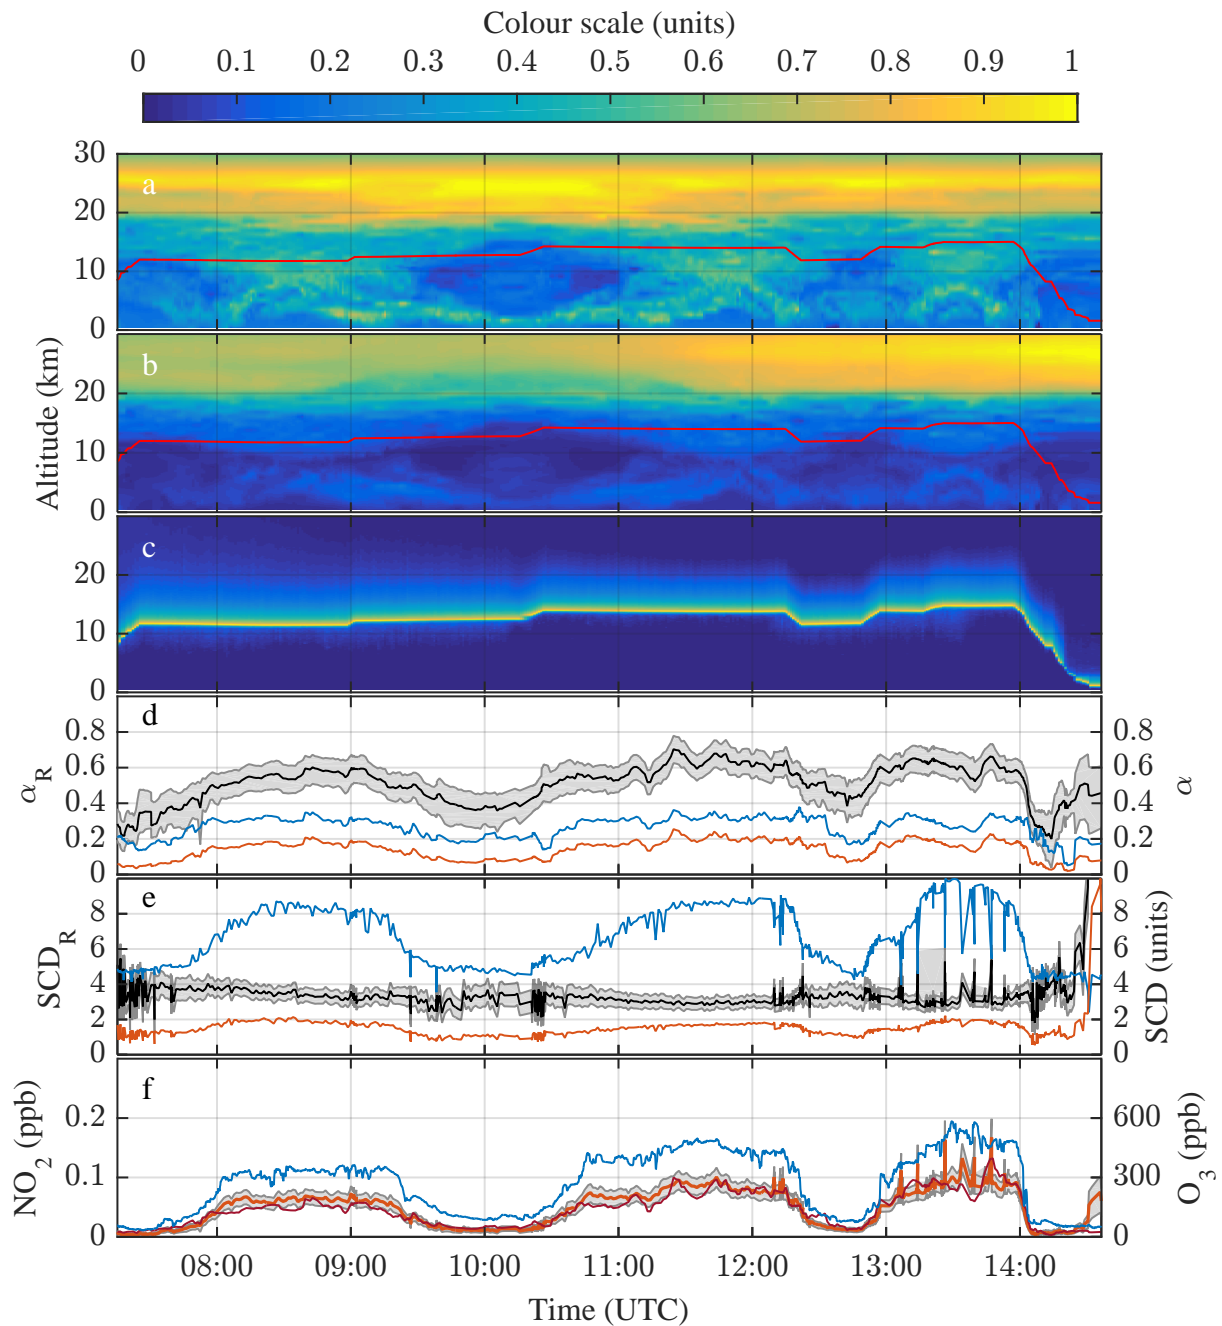 Colour scale (units)
0 0.1 0.2 0.3 0.4 0.5 0.6 0.7 0.8 0.9 1
30
a
20
10
0
b
20
10
0
Altitude (km)
c
20
10
0
d
0.8 0.8
0.6 0.6
0.4 0.4
0.2 0.2
0 0
α_R
α
e
8 8
6 6
4 4
2 2
0 0
SCD_R
SCD (units)
f
0.2 600
0.1 300
0 0
NO₂ (ppb)
O₃ (ppb)
08:00 09:00 10:00 11:00 12:00 13:00 14:00
Time (UTC)